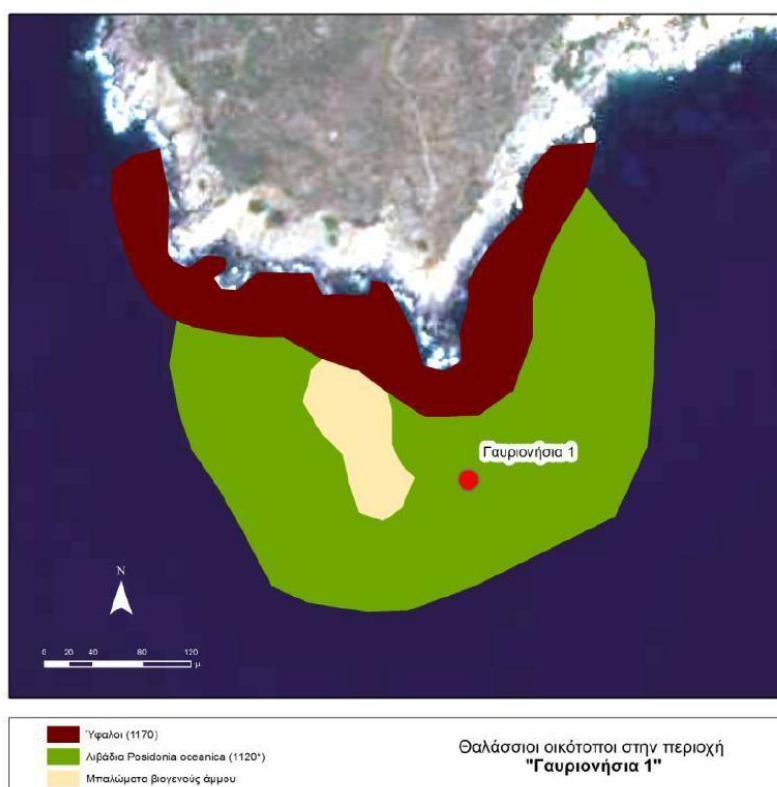 Γαυριονήσια 1
N
0 20 40 80 120
μ
Ύφαλοι (1170)
Λιβάδια Posidonia oceanica (1120*)
Μπαλώματα βιογενούς άμμου
Θαλάσσιοι οικότοποι στην περιοχή
"Γαυριονήσια 1"